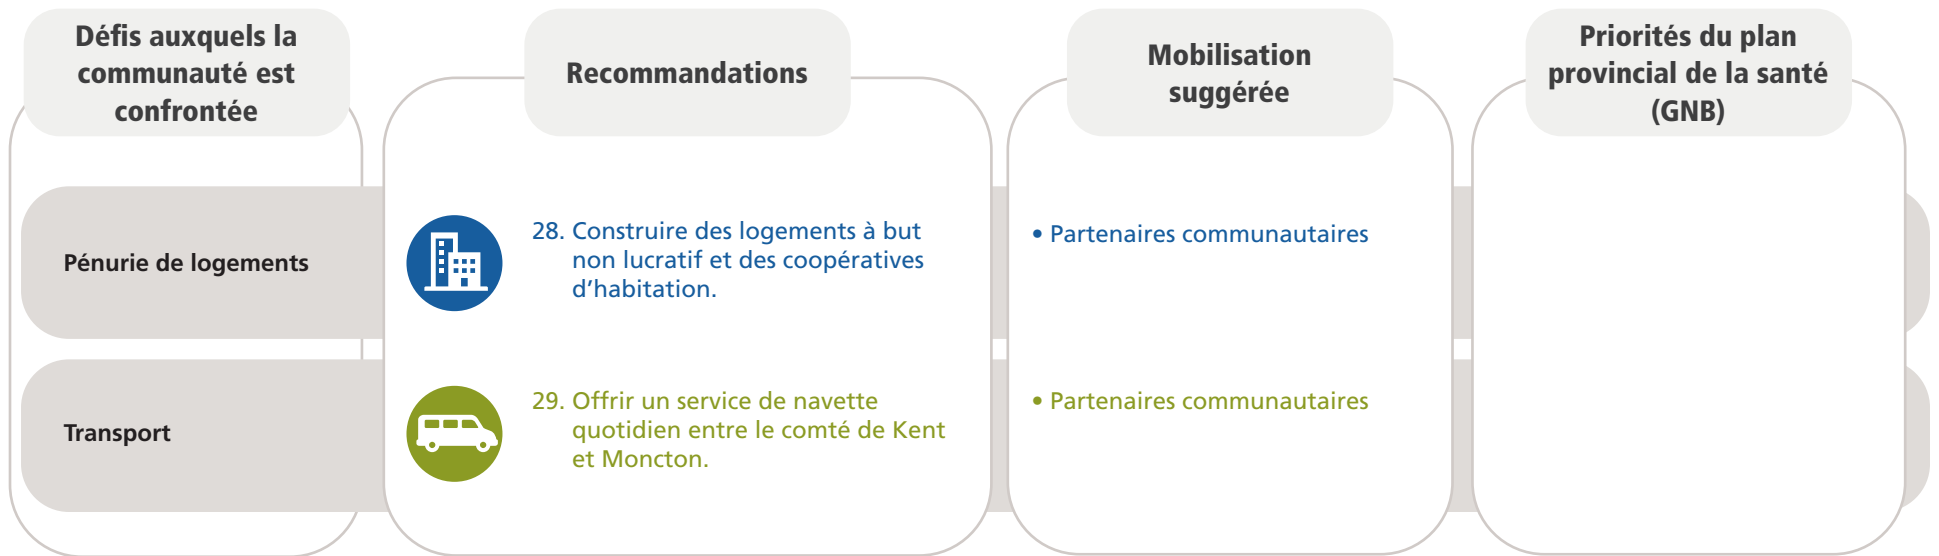 Défis auxquels la
communauté est
confrontée
Recommandations
Mobilisation
suggérée
Priorités du plan
provincial de la santé
(GNB)
Pénurie de logements
28. Construire des logements à but
non lucratif et des coopératives
d’habitation.
• Partenaires communautaires
Transport
29. Offrir un service de navette
quotidien entre le comté de Kent
et Moncton.
• Partenaires communautaires